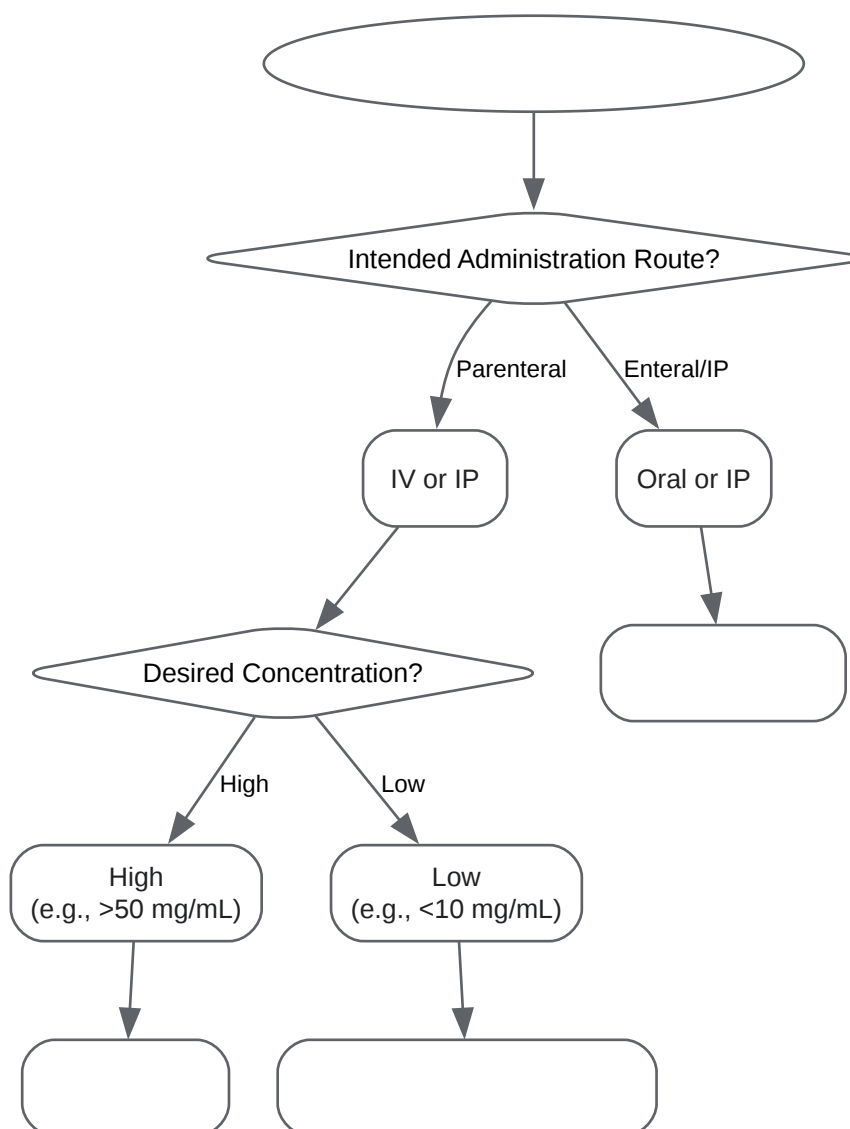 Intended Administration Route?
Parenteral
Enteral/IP
IV or IP
Oral or IP
Desired Concentration?
High
Low
High
(e.g., >50 mg/mL)
Low
(e.g., <10 mg/mL)